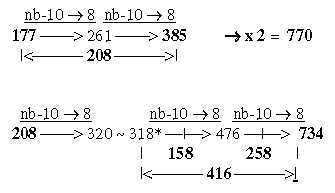 nb-10 → 8 nb-10 → 8
177 ——> 261 ——> 385 → x 2 = 770
|<—— 208 ——>|
nb-10 → 8 nb-10 → 8 nb-10 → 8
208 ——> 320 ~ 318* —|—> 476 —|—> 734
| 158 258 |
|<—— 416 ——>|